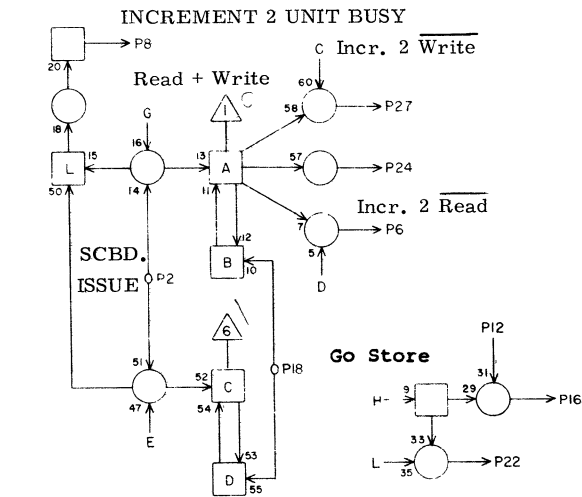 INCREMENT 2 UNIT BUSY
P8
20
C Incr. 2 Write
Read + Write
60
1
58
P27
18
G
16
15 13 A 57 P24
L
50 14 11
Incr. 2 Read
7 P6
12
5
SCBD.
B
10
ISSUE P2
D
6
P12
51
Go Store
52 P18
31
C
H 9 29
47 54
P16
E
33
53
L P22
35
D
55